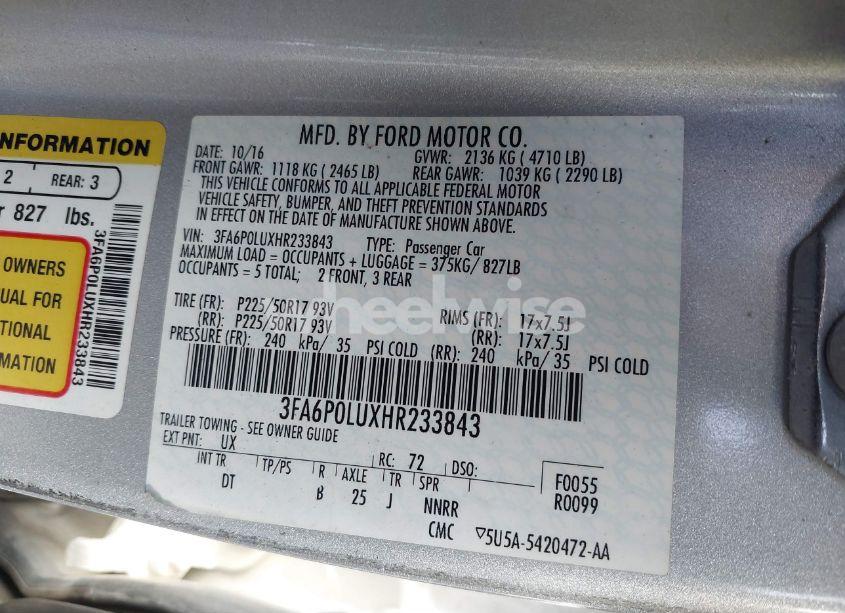 NFORMATION
2 REAR: 3
r 827 lbs.
3FA6P0LUXHR233843
OWNERS
UAL FOR
TIONAL
RMATION
MFD. BY FORD MOTOR CO.
DATE: 10/16 GVWR: 2136 KG ( 4710 LB)
FRONT GAWR: 1118 KG ( 2465 LB) REAR GAWR: 1039 KG ( 2290 LB)
THIS VEHICLE CONFORMS TO ALL APPLICABLE FEDERAL MOTOR
VEHICLE SAFETY, BUMPER, AND THEFT PREVENTION STANDARDS
IN EFFECT ON THE DATE OF MANUFACTURE SHOWN ABOVE.
VIN: 3FA6P0LUXHR233843 TYPE: Passenger Car
MAXIMUM LOAD = OCCUPANTS + LUGGAGE = 375KG/ 827LB
OCCUPANTS = 5 TOTAL; 2 FRONT, 3 REAR
heelwise
TIRE (FR): P225/50R17 93V RIMS (FR): 17x7.5J
(RR): P225/50R17 93V (RR): 17x7.5J
PRESSURE (FR): 240 kPa/ 35 PSI COLD (RR): 240 kPa/ 35 PSI COLD
3FA6P0LUXHR233843
TRAILER TOWING - SEE OWNER GUIDE
EXT PNT: UX RC: 72 DSO: F0055
INT TR TP/PS R AXLE TR SPR R0099
DT B 25 J NNRR
CMC ▽5U5A-5420472-AA